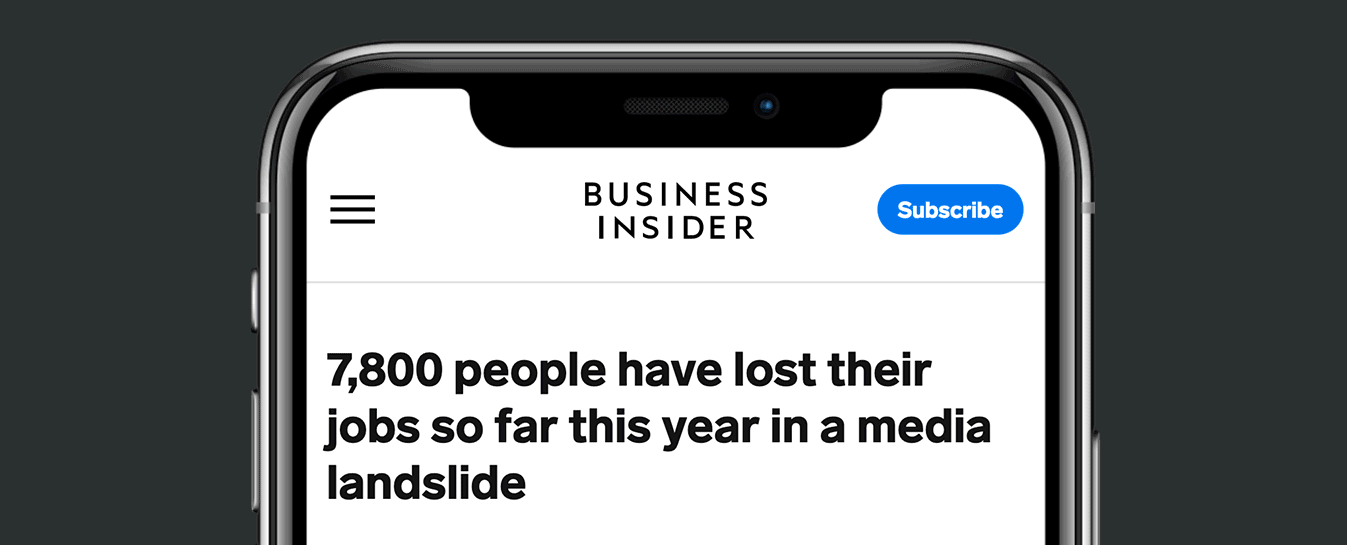 BUSINESS
INSIDER
Subscribe
7,800 people have lost their
jobs so far this year in a media
landslide